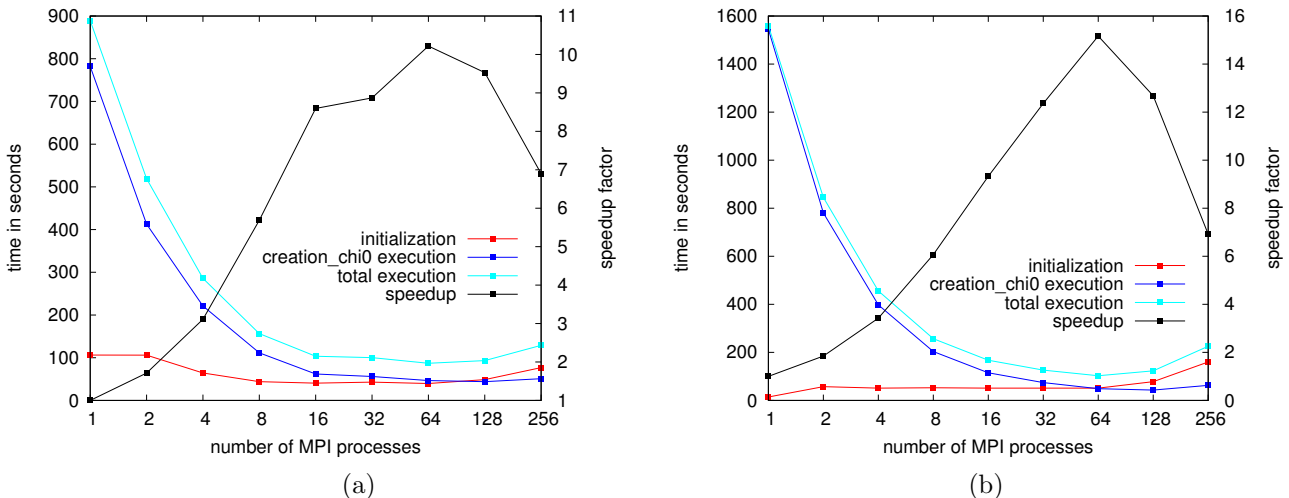 900
800
700
600
500
400
300
200
100
0
time in seconds
11
10
9
8
7
6
5
4
3
2
1
speedup factor
initialization
creation_chi0 execution
total execution
speedup
1 2 4 8 16 32 64 128 256
number of MPI processes
(a)
1600
1400
1200
1000
800
600
400
200
0
time in seconds
16
14
12
10
8
6
4
2
0
speedup factor
initialization
creation_chi0 execution
total execution
speedup
1 2 4 8 16 32 64 128 256
number of MPI processes
(b)